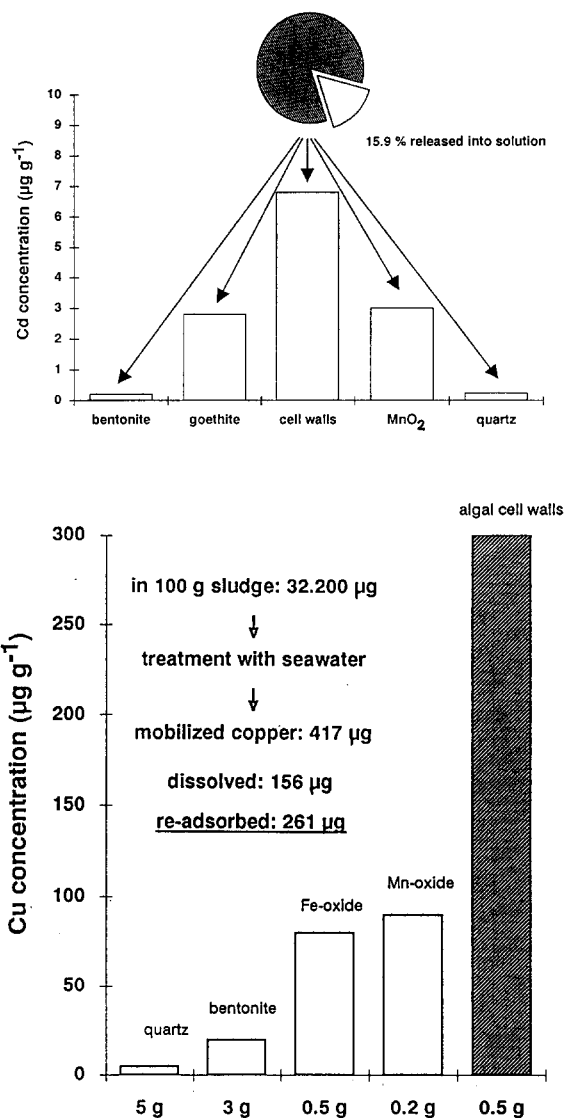 15.9 % released into solution
Cd concentration (µg g⁻¹)
10
9
8
7
6
5
4
3
2
1
0
bentonite goethite cell walls MnO₂ quartz
algal cell walls
Cu concentration (µg g⁻¹)
300
250
200
150
100
50
0
in 100 g sludge: 32.200 µg
treatment with seawater
mobilized copper: 417 µg
dissolved: 156 µg
re-adsorbed: 261 µg
Mn-oxide
Fe-oxide
bentonite
quartz
5 g 3 g 0.5 g 0.2 g 0.5 g